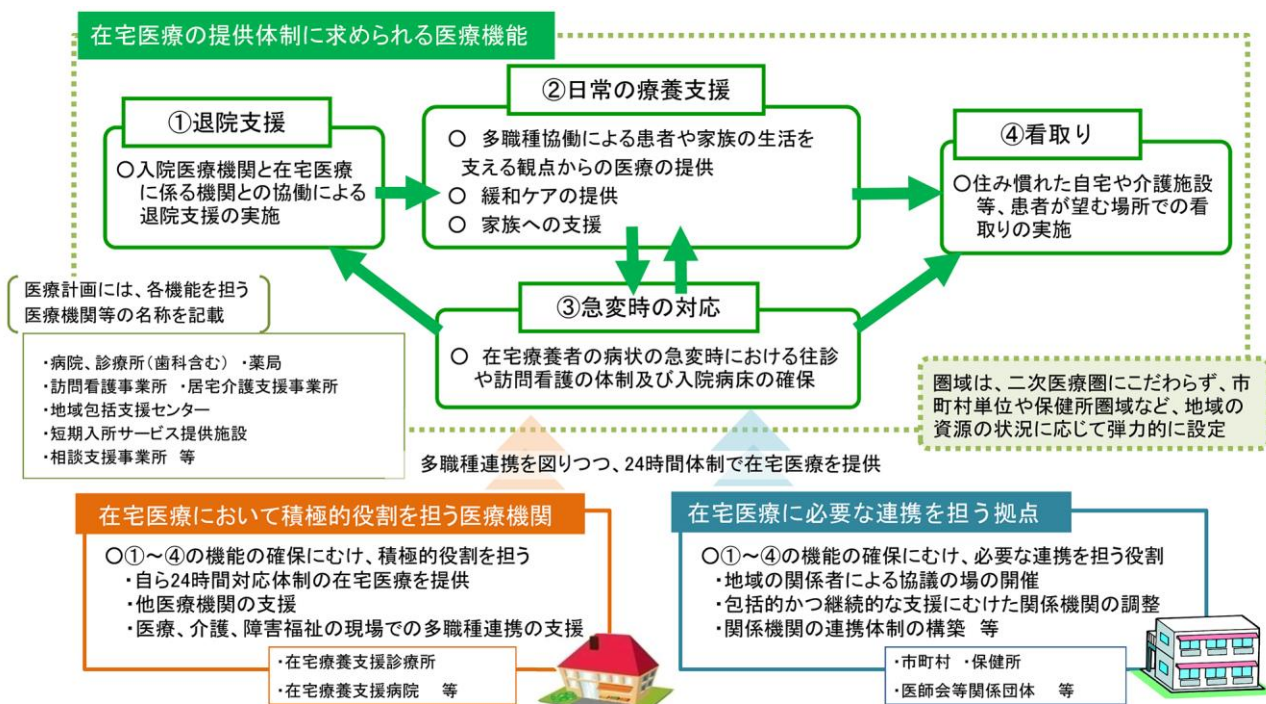 在宅医療の提供体制に求められる医療機能
①退院支援
○入院医療機関と在宅医療
に係る機関との協働による
退院支援の実施
②日常の療養支援
○ 多職種協働による患者や家族の生活を
支える観点からの医療の提供
○ 緩和ケアの提供
○ 家族への支援
④看取り
○住み慣れた自宅や介護施設
等、患者が望む場所での看
取りの実施
③急変時の対応
○ 在宅療養者の病状の急変時における往診
や訪問看護の体制及び入院病床の確保
医療計画には、各機能を担う
医療機関等の名称を記載
・病院、診療所(歯科含む) ・薬局
・訪問看護事業所 ・居宅介護支援事業所
・地域包括支援センター
・短期入所サービス提供施設
・相談支援事業所 等
圏域は、二次医療圏にこだわらず、市
町村単位や保健所圏域など、地域の
資源の状況に応じて弾力的に設定
多職種連携を図りつつ、24時間体制で在宅医療を提供
在宅医療において積極的役割を担う医療機関
○①~④の機能の確保にむけ、積極的役割を担う
・自ら24時間対応体制の在宅医療を提供
・他医療機関の支援
・医療、介護、障害福祉の現場での多職種連携の支援
・在宅療養支援診療所
・在宅療養支援病院 等
在宅医療に必要な連携を担う拠点
○①~④の機能の確保にむけ、必要な連携を担う役割
・地域の関係者による協議の場の開催
・包括的かつ継続的な支援にむけた関係機関の調整
・関係機関の連携体制の構築 等
・市町村 ・保健所
・医師会等関係団体 等